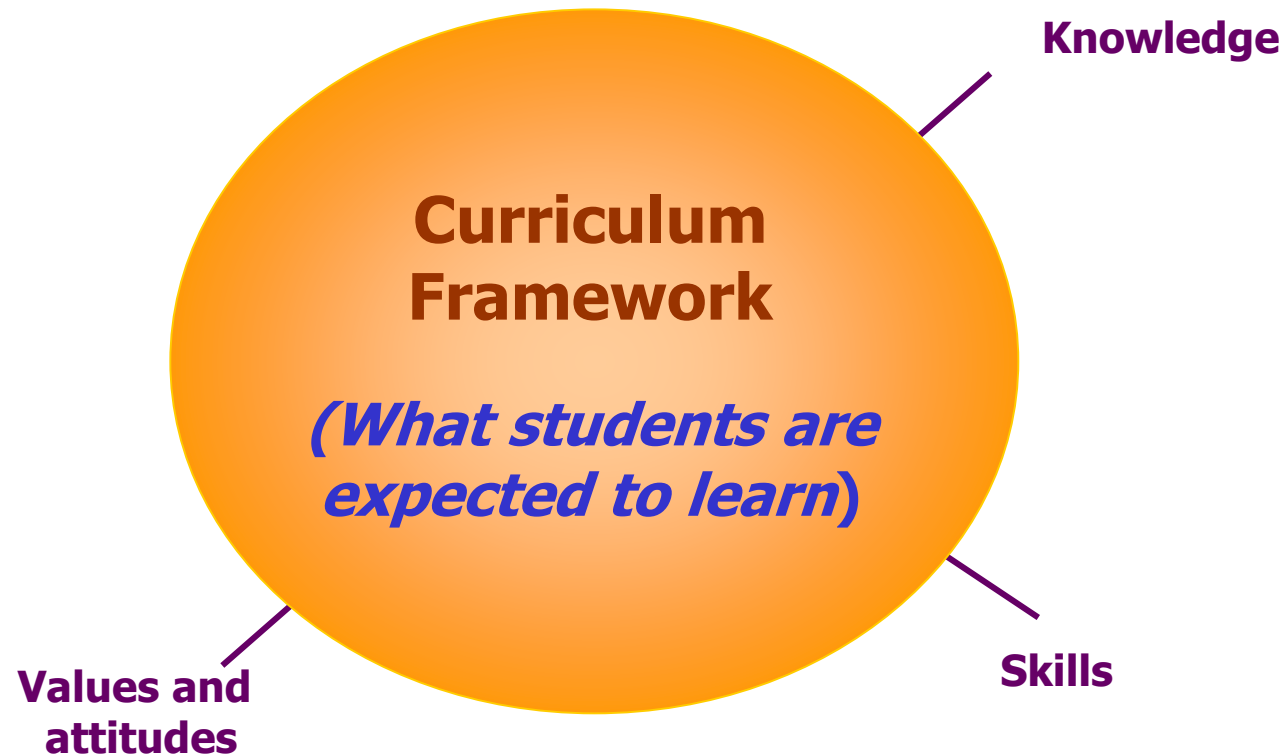 Knowledge
Curriculum
Framework
(What students are
expected to learn)
Skills
Values and
attitudes